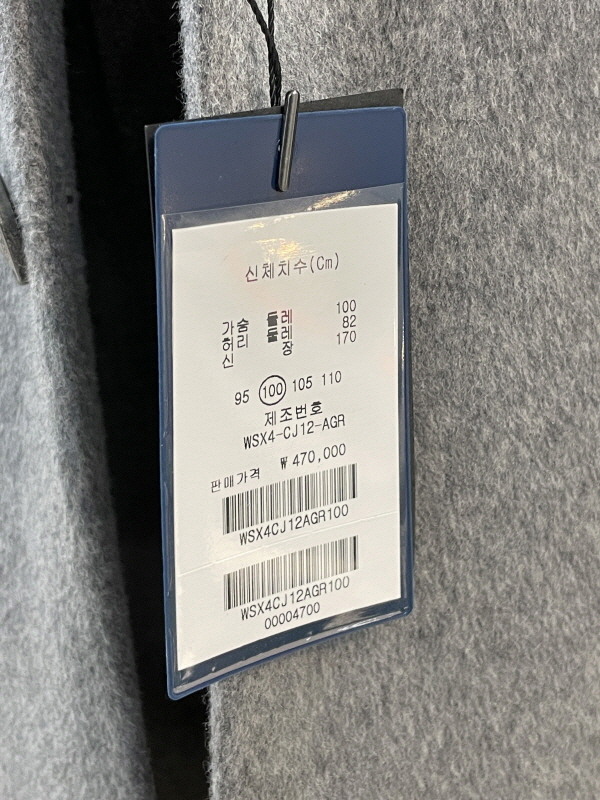 신체치수(Cm)
가슴 둘레 100
허리 둘레 82
신 장 170
95 100 105 110
제조번호
WSX4-CJ12-AGR
판매가격 ₩470,000
WSX4CJ12AGR100
WSX4CJ12AGR100
00004700